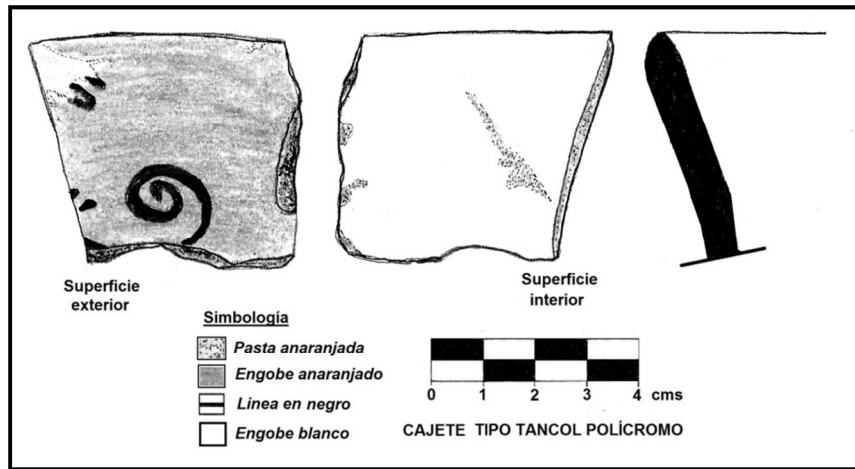 Superficie
exterior
Superficie
interior
Simbología
Pasta anaranjada
Engobe anaranjado
Linea en negro
Engobe blanco
0 1 2 3 4 cms
CAJETE TIPO TANCOL POLÍCROMO